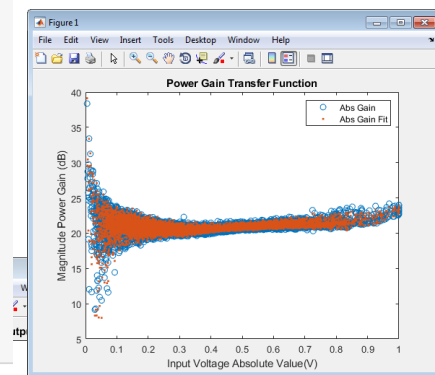 Figure 1
File Edit View Insert Tools Desktop Window Help
Power Gain Transfer Function
Abs Gain
Abs Gain Fit
Magnitude Power Gain (dB)
40
35
30
25
20
15
10
5
0 0.1 0.2 0.3 0.4 0.5 0.6 0.7 0.8 0.9 1
Input Voltage Absolute Value(V)